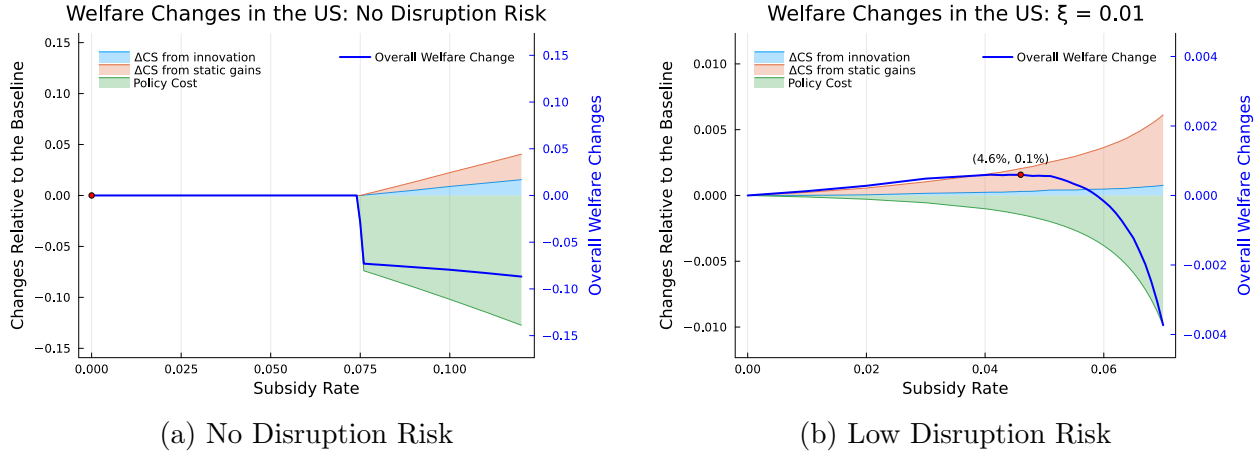 Welfare Changes in the US: No Disruption Risk
0.15
0.10
0.05
0.00
−0.05
−0.10
−0.15
Changes Relative to the Baseline
ΔCS from innovation
ΔCS from static gains
Policy Cost
Overall Welfare Change
0.15
0.10
0.05
0.00
−0.05
−0.10
−0.15
Overall Welfare Changes
0.000
0.025
0.050
0.075
0.100
Subsidy Rate
(a) No Disruption Risk
Welfare Changes in the US: ξ = 0.01
0.010
0.005
0.000
−0.005
−0.010
Changes Relative to the Baseline
ΔCS from innovation
ΔCS from static gains
Policy Cost
Overall Welfare Change
(4.6%, 0.1%)
0.004
0.002
0.000
−0.002
−0.004
Overall Welfare Changes
0.00
0.02
0.04
0.06
Subsidy Rate
(b) Low Disruption Risk